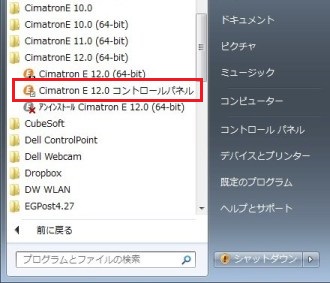 CimatronE 10.0
CimatronE 10.0 (64-bit)
CimatronE 11.0 (64-bit)
CimatronE 12.0 (64-bit)
Cimatron E 12.0 (64-bit)
Cimatron E 12.0 コントロールパネル
アンインストール Cimatron E 12.0 (64-bit)
CubeSoft
Dell ControlPoint
Dell Webcam
Dropbox
DW WLAN
EGPost4.27
前に戻る
プログラムとファイルの検索
ドキュメント
ピクチャ
ミュージック
コンピューター
コントロール パネル
デバイスとプリンター
既定のプログラム
ヘルプとサポート
シャットダウン